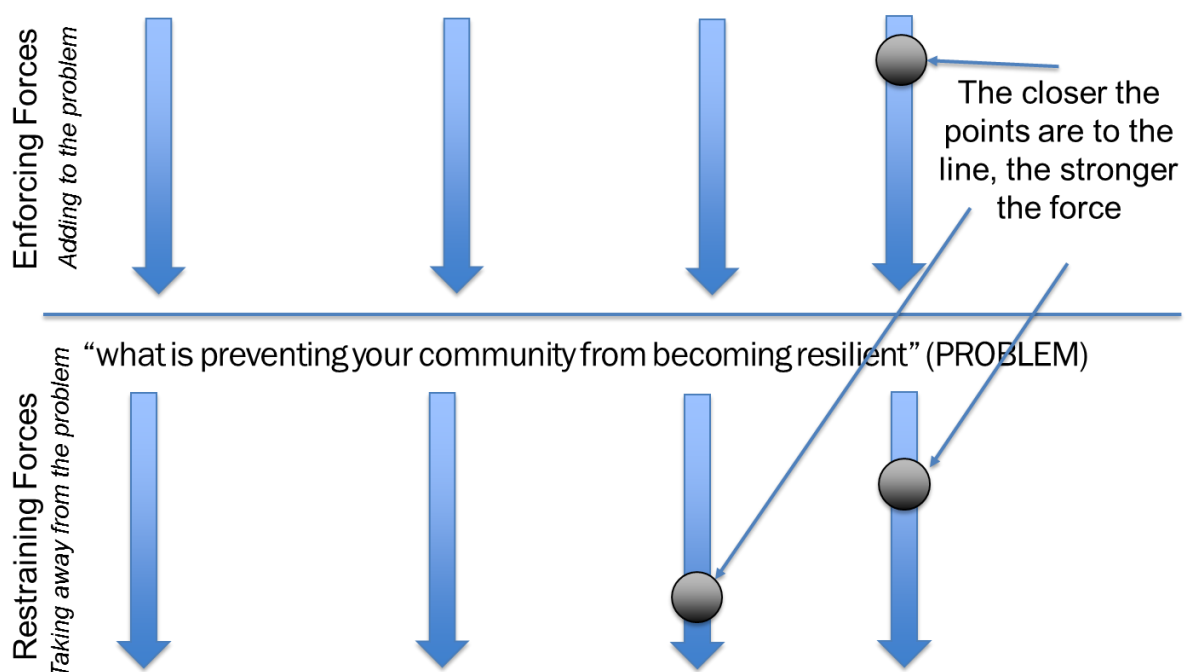 Enforcing Forces
Adding to the problem
The closer the
points are to the
line, the stronger
the force
“what is preventing your community from becoming resilient” (PROBLEM)
Restraining Forces
Taking away from the problem